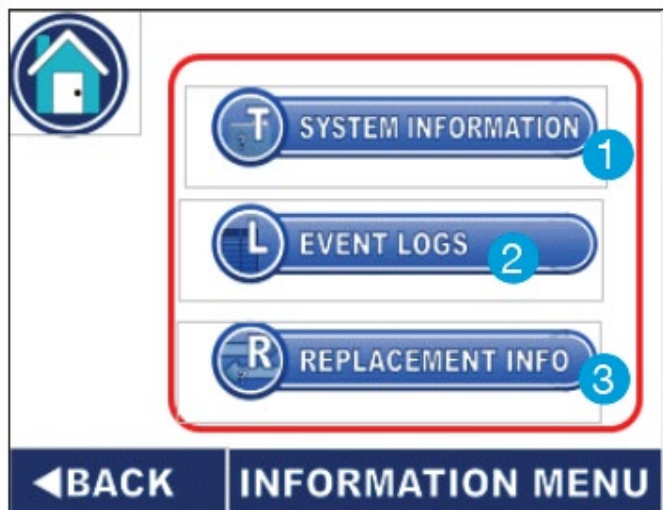 T SYSTEM INFORMATION 1
L EVENT LOGS 2
R REPLACEMENT INFO 3
◀BACK INFORMATION MENU